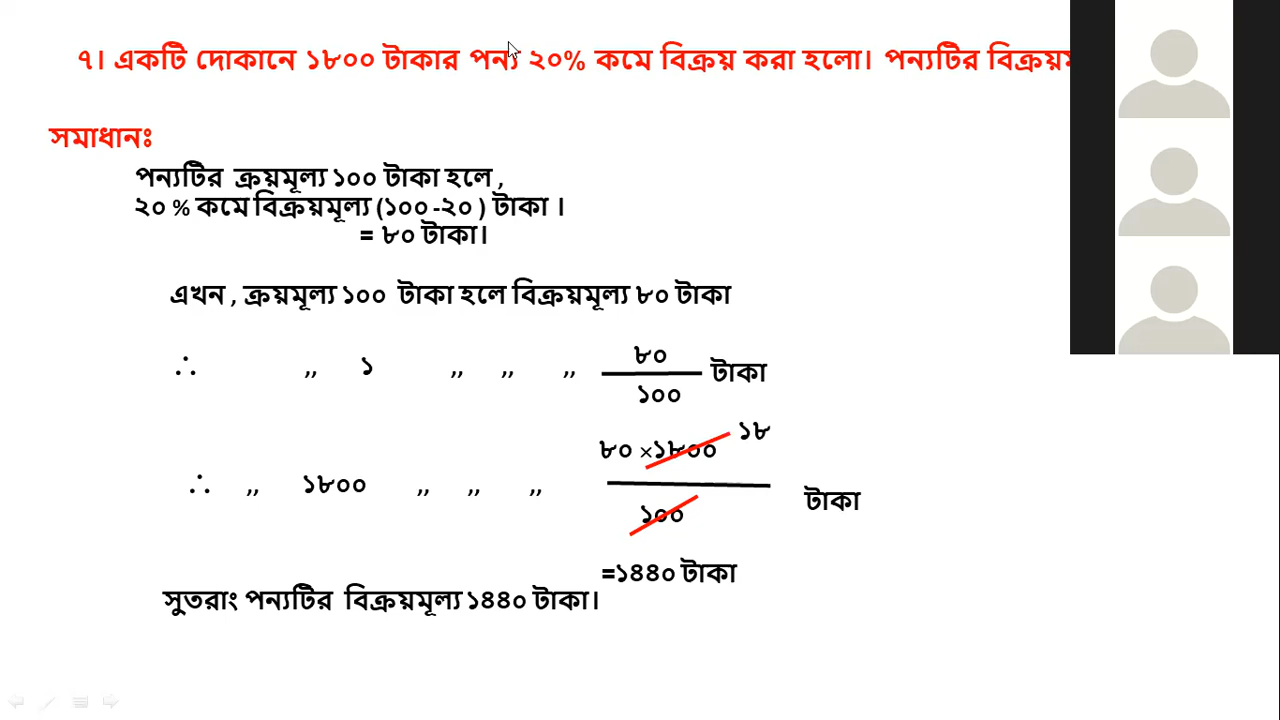 ৭। একটি দোকানে ১৮০০ টাকার পন্য ২০% কমে বিক্রয় করা হলো। পন্যটির
সমাধানঃ
পন্যটির ক্রয়মূল্য ১০০ টাকা হলে ,
২০ % কমে বিক্রয়মূল্য (১০০ -২০ ) টাকা ।
= ৮০ টাকা।
এখন , ক্রয়মূল্য ১০০ টাকা হলে বিক্রয়মূল্য ৮০ টাকা
∴ ,, ১ ,, ,, ,, ৮০
১০০ টাকা
৮০ ×১৮০০ ১৮
∴ ,, ১৮০০ ,, ,, ,, টাকা
১০০
=১৪৪০ টাকা
সুতরাং পন্যটির বিক্রয়মূল্য ১৪৪০ টাকা।